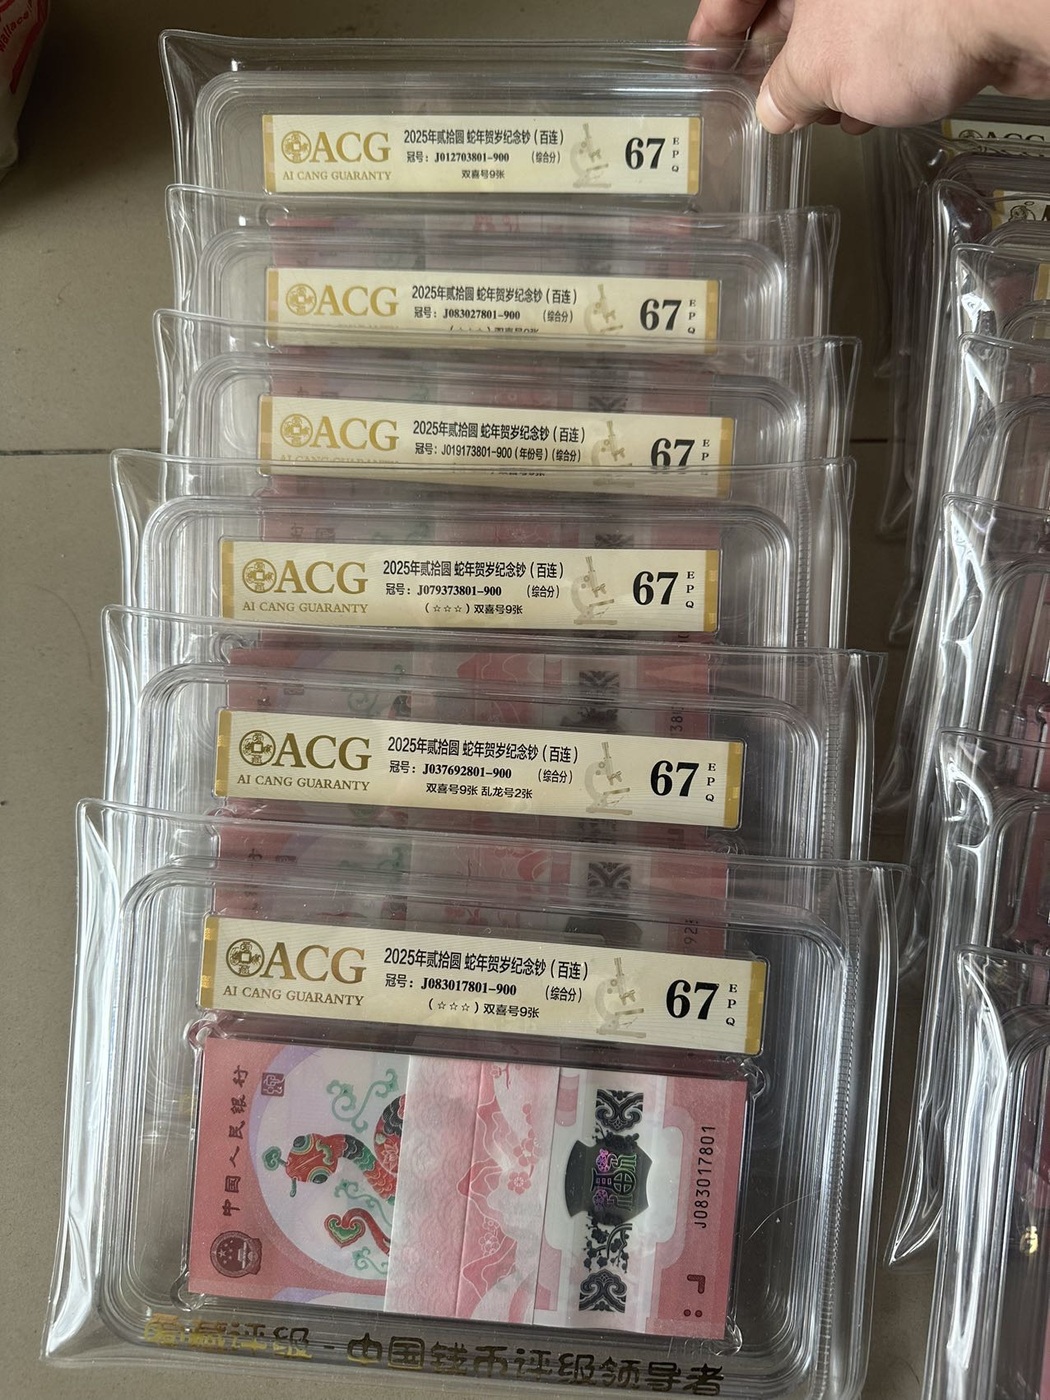 ACG
AI CANG GUARANTY
2025年贰拾圆 蛇年贺岁纪念钞（百连）
冠号：J012703801-900 （综合分）
双喜号9张
67
EPQ
ACG
2025年贰拾圆 蛇年贺岁纪念钞（百连）
冠号：J083027801-900 （综合分）
67
EPQ
ACG
AI CANG GUARANTY
2025年贰拾圆 蛇年贺岁纪念钞（百连）
冠号：J019173801-900（年份号）（综合分）
67
EP
ACG
AI CANG GUARANTY
2025年贰拾圆 蛇年贺岁纪念钞（百连）
冠号：J079373801-900 （综合分）
（☆☆☆）双喜号9张
67
EPQ
ACG
AI CANG GUARANTY
2025年贰拾圆 蛇年贺岁纪念钞（百连）
冠号：J037692801-900 （综合分）
双喜号9张 乱龙号2张
67
EPQ
ACG
AI CANG GUARANTY
2025年贰拾圆 蛇年贺岁纪念钞（百连）
冠号：J083017801-900 （综合分）
（☆☆☆）双喜号9张
67
EPQ
中国人民银行
J083017801
评级-中国钱币评级领导者
ACG